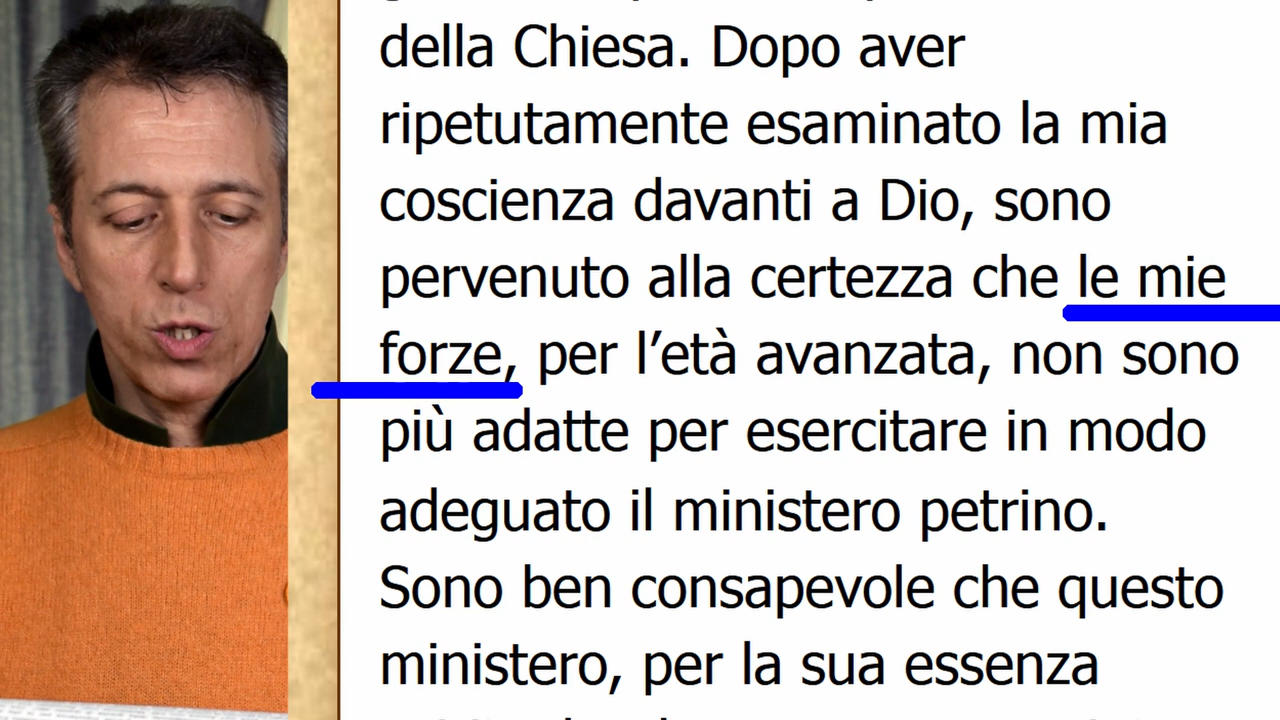 della Chiesa. Dopo aver
ripetutamente esaminato la mia
coscienza davanti a Dio, sono
pervenuto alla certezza che le mie
forze, per l’età avanzata, non sono
più adatte per esercitare in modo
adeguato il ministero petrino.
Sono ben consapevole che questo
ministero, per la sua essenza